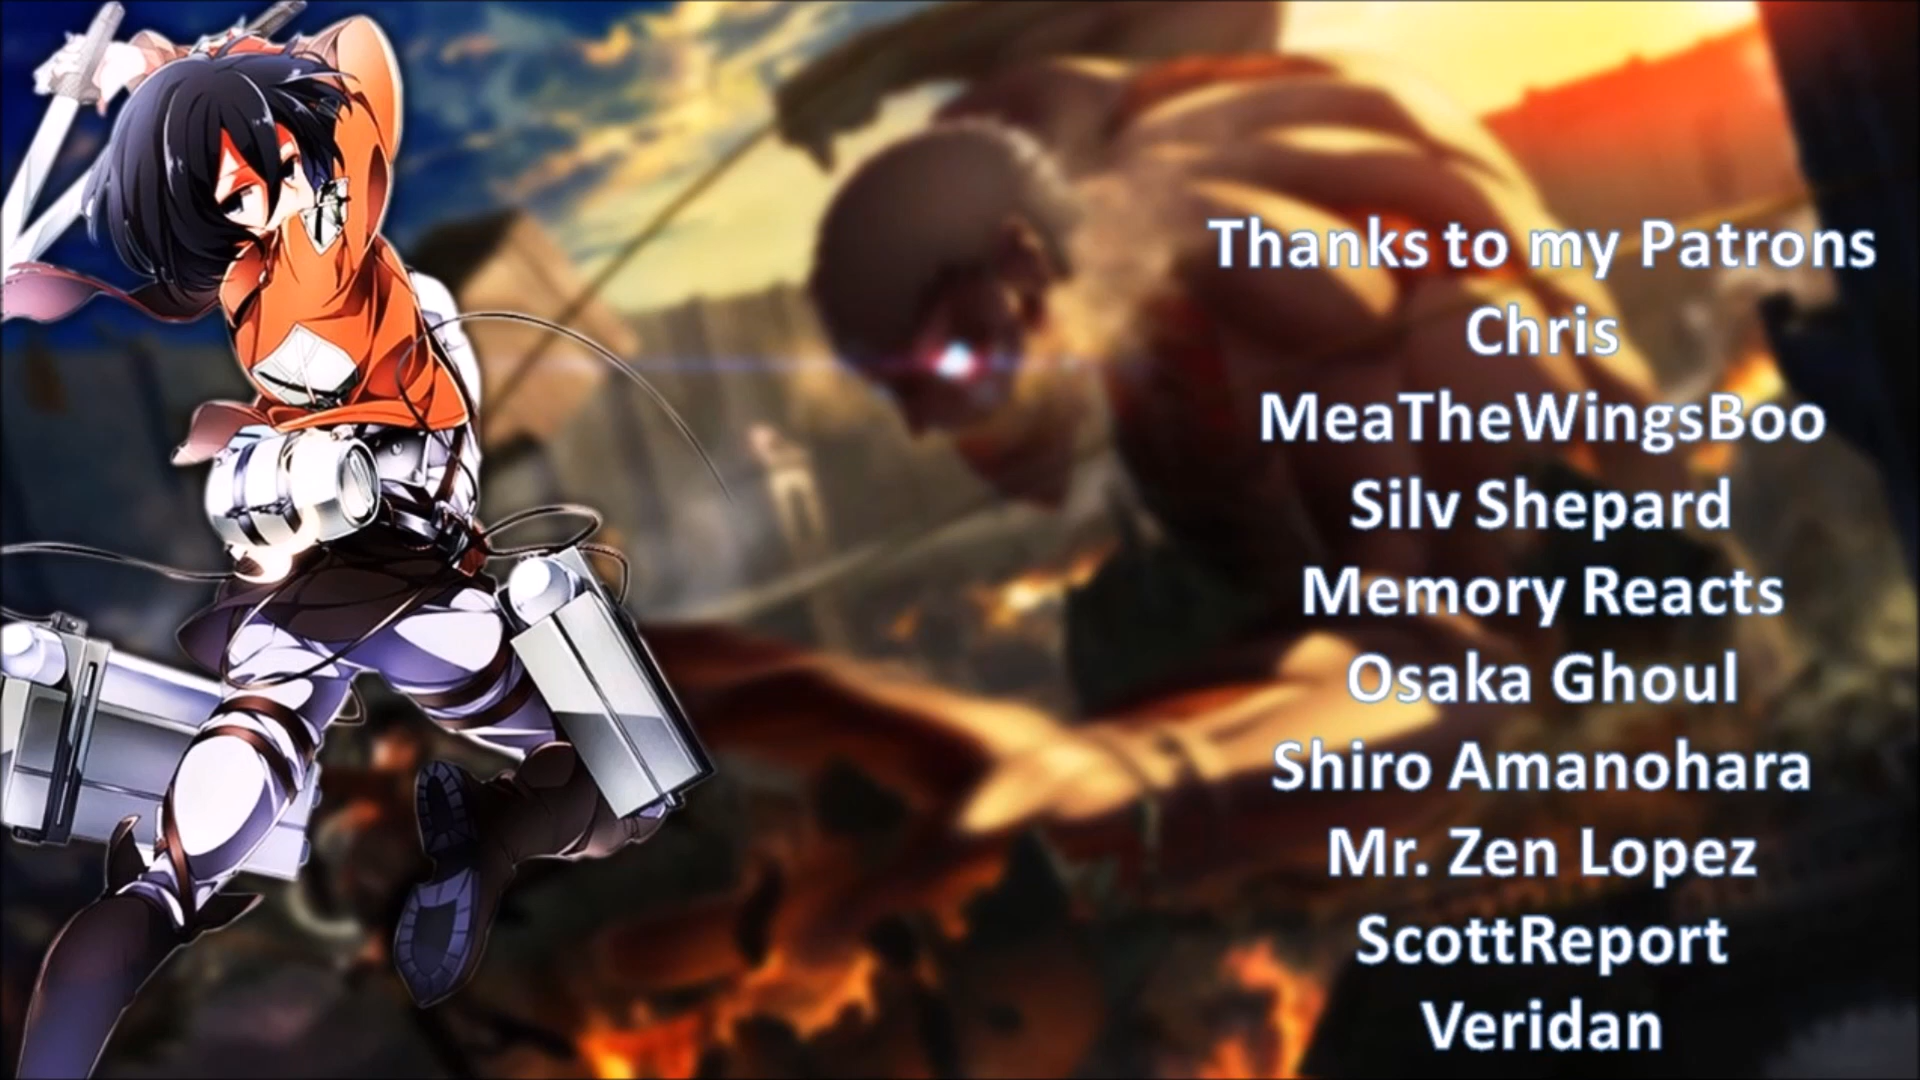 Thanks to my Patrons
Chris
MeaTheWingsBoo
Silv Shepard
Memory Reacts
Osaka Ghoul
Shiro Amanohara
Mr. Zen Lopez
ScottReport
Veridan